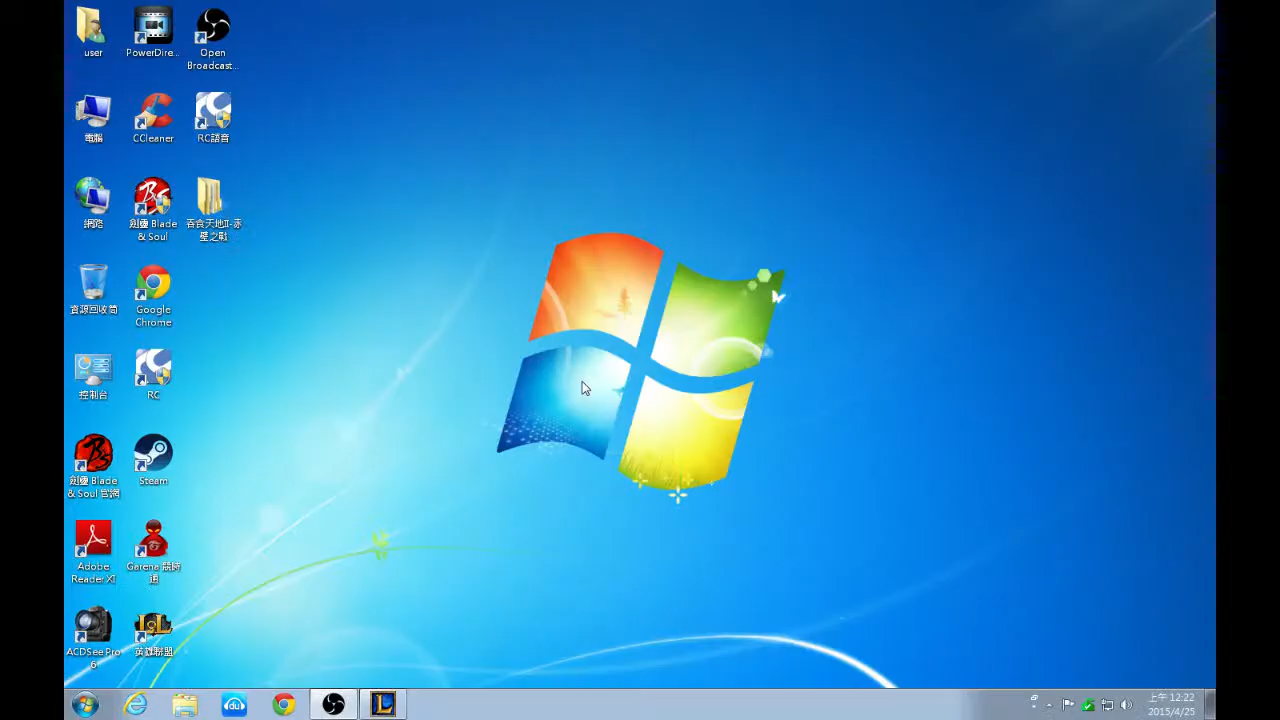 user
PowerDire...
Open
Broadcast...
電腦
CCleaner
RC語音
網路
劍靈 Blade
& Soul
吞食天地II-赤
壁之戰
資源回收筒
Google
Chrome
控制台
RC
劍靈 Blade
& Soul 官網
Steam
Adobe
Reader XI
Garena 競時
通
ACDSee Pro
6
LoL
英雄聯盟
du
上午 12:22
2015/4/25